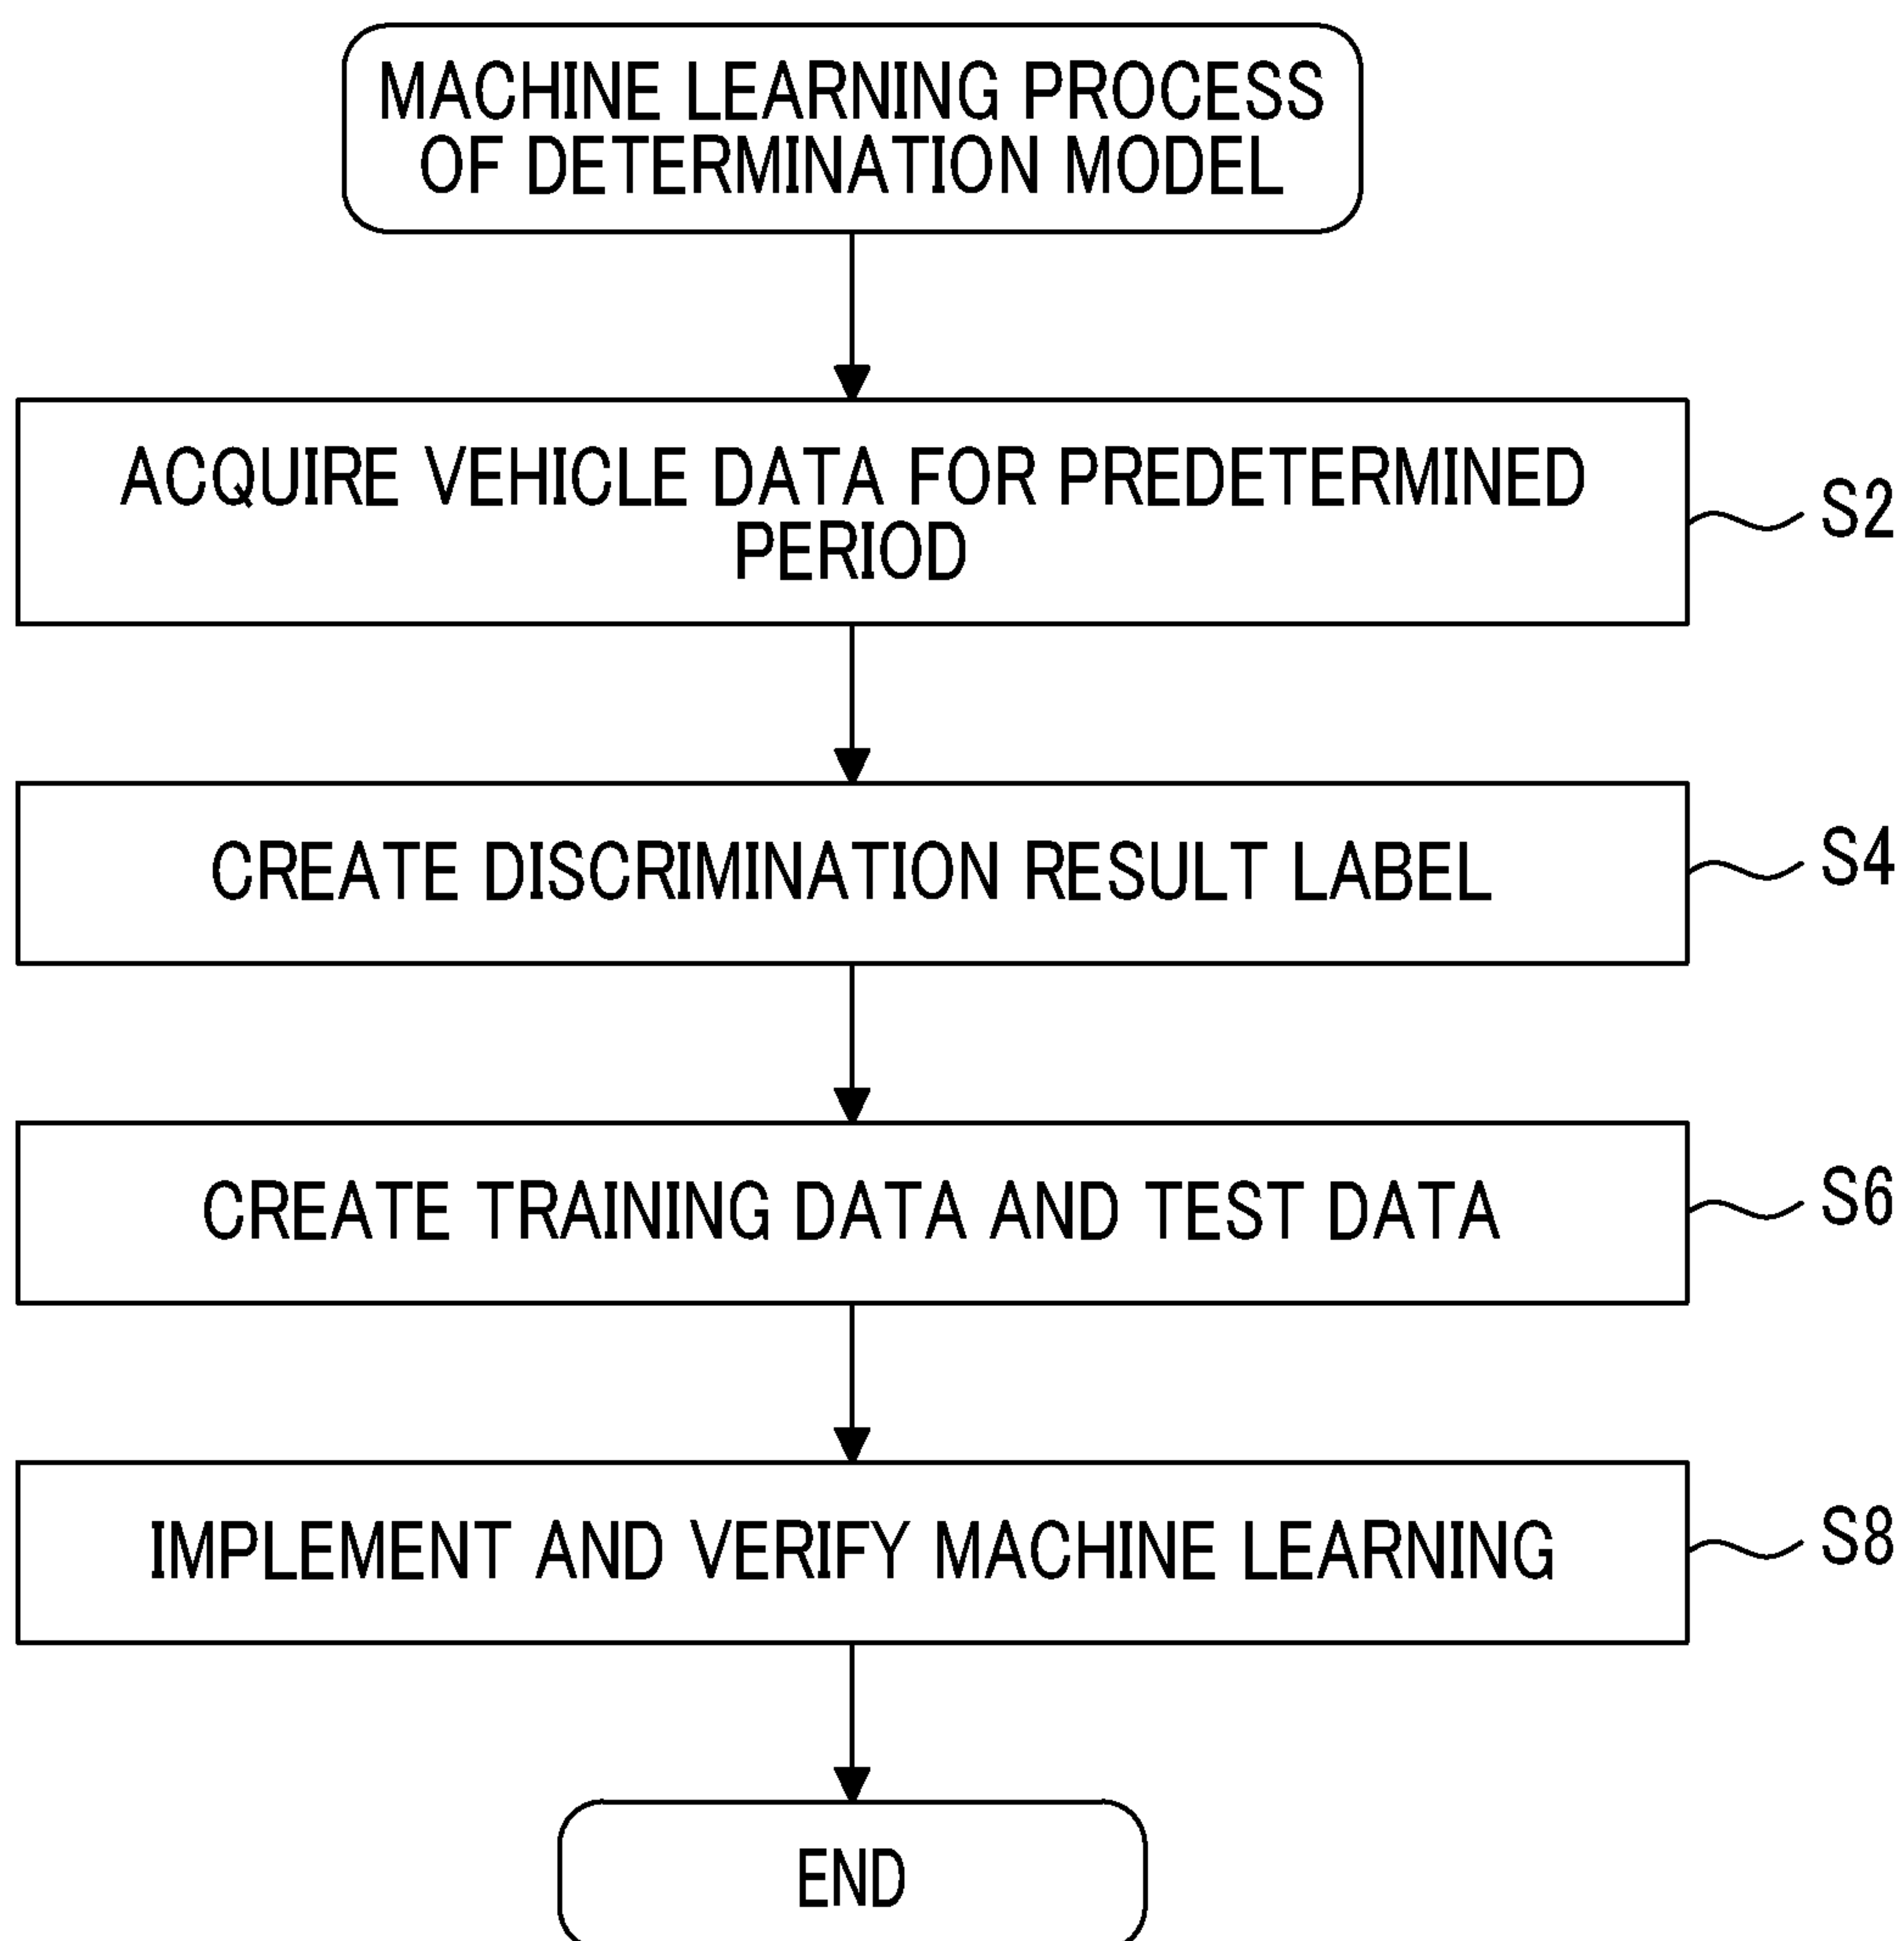 MACHINE LEARNING PROCESS
OF DETERMINATION MODEL
ACQUIRE VEHICLE DATA FOR PREDETERMINED
PERIOD
S2
CREATE DISCRIMINATION RESULT LABEL
S4
CREATE TRAINING DATA AND TEST DATA
S6
IMPLEMENT AND VERIFY MACHINE LEARNING
S8
END